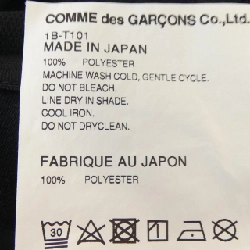 COMME des GARÇONS Co.,Ltd.
1B-T101
MADE IN JAPAN
100% POLYESTER
MACHINE WASH COLD, GENTLE CYCLE.
DO NOT BLEACH.
LINE DRY IN SHADE.
COOL IRON.
DO NOT DRYCLEAN.
FABRIQUE AU JAPON
100% POLYESTER
30